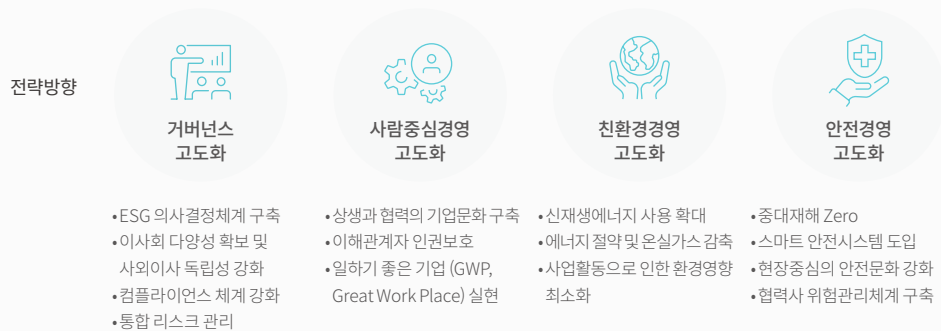 전략방향
거버넌스
고도화
사람중심경영
고도화
친환경경영
고도화
안전경영
고도화
•ESG 의사결정체계 구축
•이사회 다양성 확보 및
사외이사 독립성 강화
•컴플라이언스 체계 강화
•통합 리스크 관리
•상생과 협력의 기업문화 구축
•이해관계자 인권보호
•일하기 좋은 기업 (GWP,
Great Work Place) 실현
•신재생에너지 사용 확대
•에너지 절약 및 온실가스 감축
•사업활동으로 인한 환경영향
최소화
•중대재해 Zero
•스마트 안전시스템 도입
•현장중심의 안전문화 강화
•협력사 위험관리체계 구축